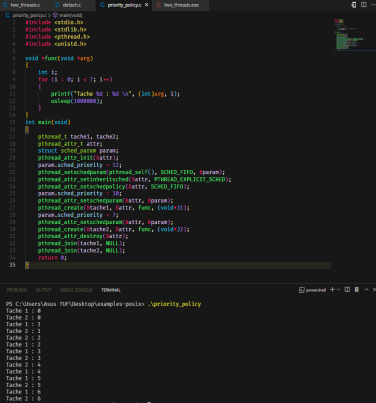 two_threads.c
detach.c
priority_policy.c
two_threads.exe
priority_policy.c > main(void)
1 #include <stdio.h>
2 #include <stdlib.h>
3 #include <pthread.h>
4 #include <unistd.h>
5
6 void *func(void *arg)
7 {
8 int i;
9 for (i = 0; i < 7; i++)
10 {
11 printf("Tache %d : %d \n", (int)arg, i);
12 usleep(1000000);
13 }
14 }
15 int main(void)
16 {
17 pthread_t tache1, tache2;
18 pthread_attr_t attr;
19 struct sched_param param;
20 pthread_attr_init(&attr);
21 param.sched_priority = 12;
22 pthread_setschedparam(pthread_self(), SCHED_FIFO, &param);
23 pthread_attr_setinheritsched(&attr, PTHREAD_EXPLICIT_SCHED);
24 pthread_attr_setschedpolicy(&attr, SCHED_FIFO);
25 param.sched_priority = 10;
26 pthread_attr_setschedparam(&attr, &param);
27 pthread_create(&tache1, &attr, func, (void*)1);
28 param.sched_priority = 7;
29 pthread_attr_setschedparam(&attr, &param);
30 pthread_create(&tache2, &attr, func, (void*)2);
31 pthread_attr_destroy(&attr);
32 pthread_join(tache1, NULL);
33 pthread_join(tache2, NULL);
34 return 0;
35 }
PROBLEMS OUTPUT DEBUG CONSOLE TERMINAL powershell
PS C:\Users\Asus TUF\Desktop\examples-posix> .\priority_policy
Tache 1 : 0
Tache 2 : 0
Tache 1 : 1
Tache 2 : 1
Tache 2 : 2
Tache 1 : 2
Tache 1 : 3
Tache 2 : 3
Tache 2 : 4
Tache 1 : 4
Tache 1 : 5
Tache 2 : 5
Tache 1 : 6
Tache 2 : 6